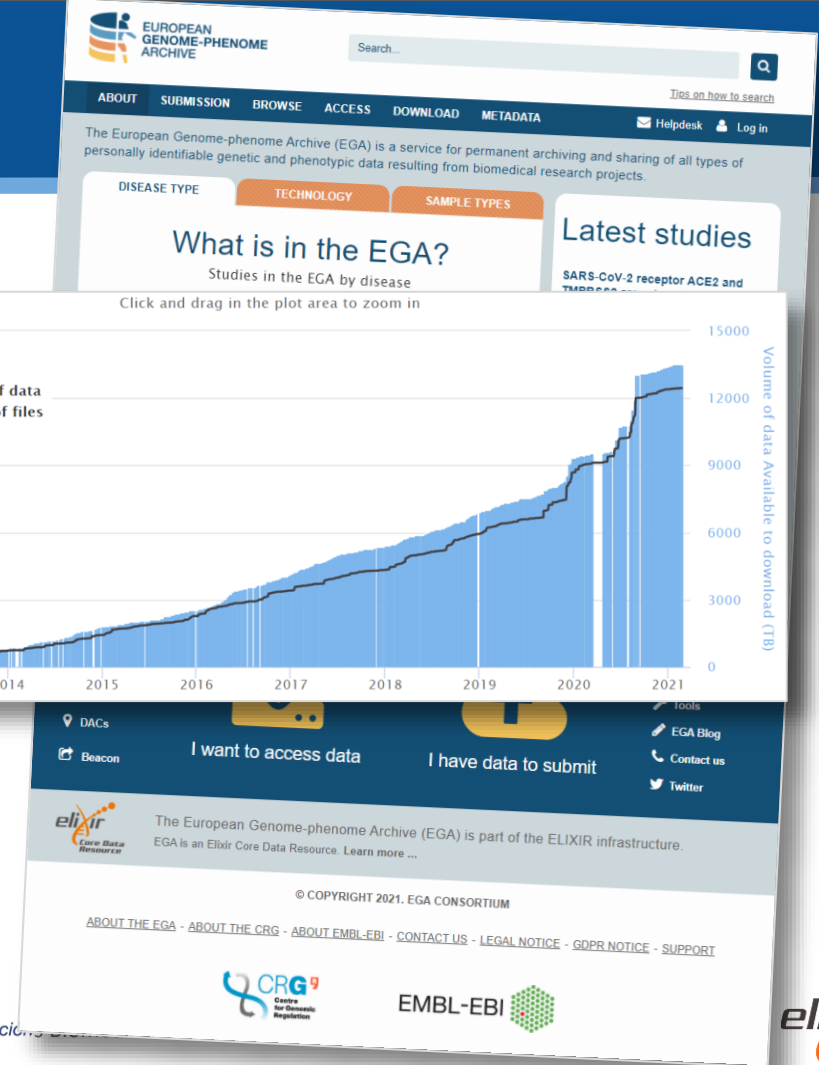 EUROPEAN
GENOME-PHENOME
ARCHIVE
Search...
Tips on how to search
ABOUT SUBMISSION BROWSE ACCESS DOWNLOAD METADATA Helpdesk Log in
The European Genome-phenome Archive (EGA) is a service for permanent archiving and sharing of all types of
personally identifiable genetic and phenotypic data resulting from biomedical research projects.
DISEASE TYPE TECHNOLOGY SAMPLE TYPES
What is in the EGA?
Studies in the EGA by disease
Latest studies
SARS-CoV-2 receptor ACE2 and
Click and drag in the plot area to zoom in
f data
of files
15000
12000
9000
6000
3000
0
Volume of data Available to download (TB)
014 2015 2016 2017 2018 2019 2020 2021
DACs
Beacon
I want to access data
I have data to submit
Tools
EGA Blog
Contact us
Twitter
elixir
Core Data
Resource
The European Genome-phenome Archive (EGA) is part of the ELIXIR infrastructure.
EGA is an Elixir Core Data Resource. Learn more ...
© COPYRIGHT 2021. EGA CONSORTIUM
ABOUT THE EGA - ABOUT THE CRG - ABOUT EMBL-EBI - CONTACT US - LEGAL NOTICE - GDPR NOTICE - SUPPORT
CRG
Centre
for Genomic
Regulation
EMBL-EBI
eli